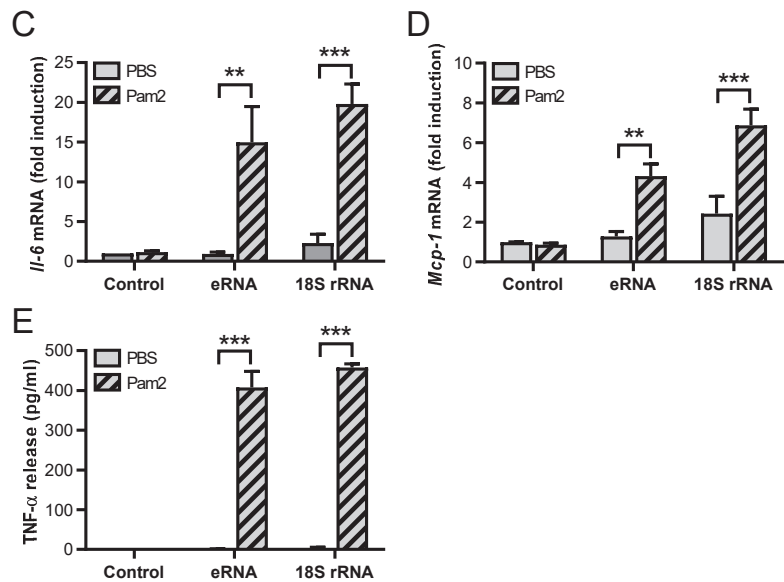 C
Il-6 mRNA (fold induction)
25
20
15
10
5
0
PBS
Pam2
**
***
Control
eRNA
18S rRNA
D
Mcp-1 mRNA (fold induction)
10
8
6
4
2
0
PBS
Pam2
**
***
Control
eRNA
18S rRNA
E
TNF-α release (pg/ml)
500
400
300
200
100
0
PBS
Pam2
***
***
Control
eRNA
18S rRNA